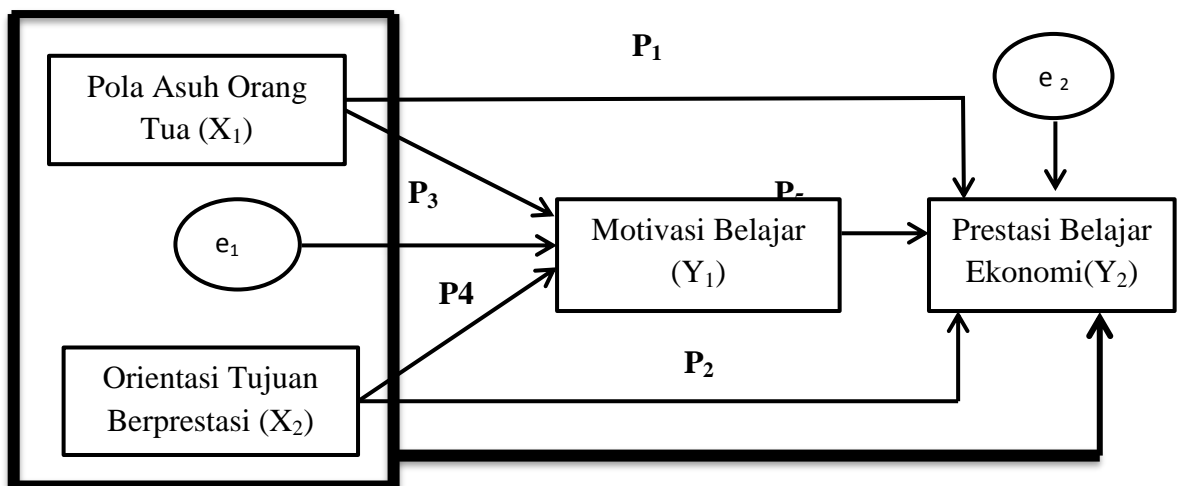 P₁
e ₂
Pola Asuh Orang
Tua (X₁)
P₃
e₁
Motivasi Belajar
(Y₁)
Prestasi Belajar
Ekonomi(Y₂)
P4
P₂
Orientasi Tujuan
Berprestasi (X₂)